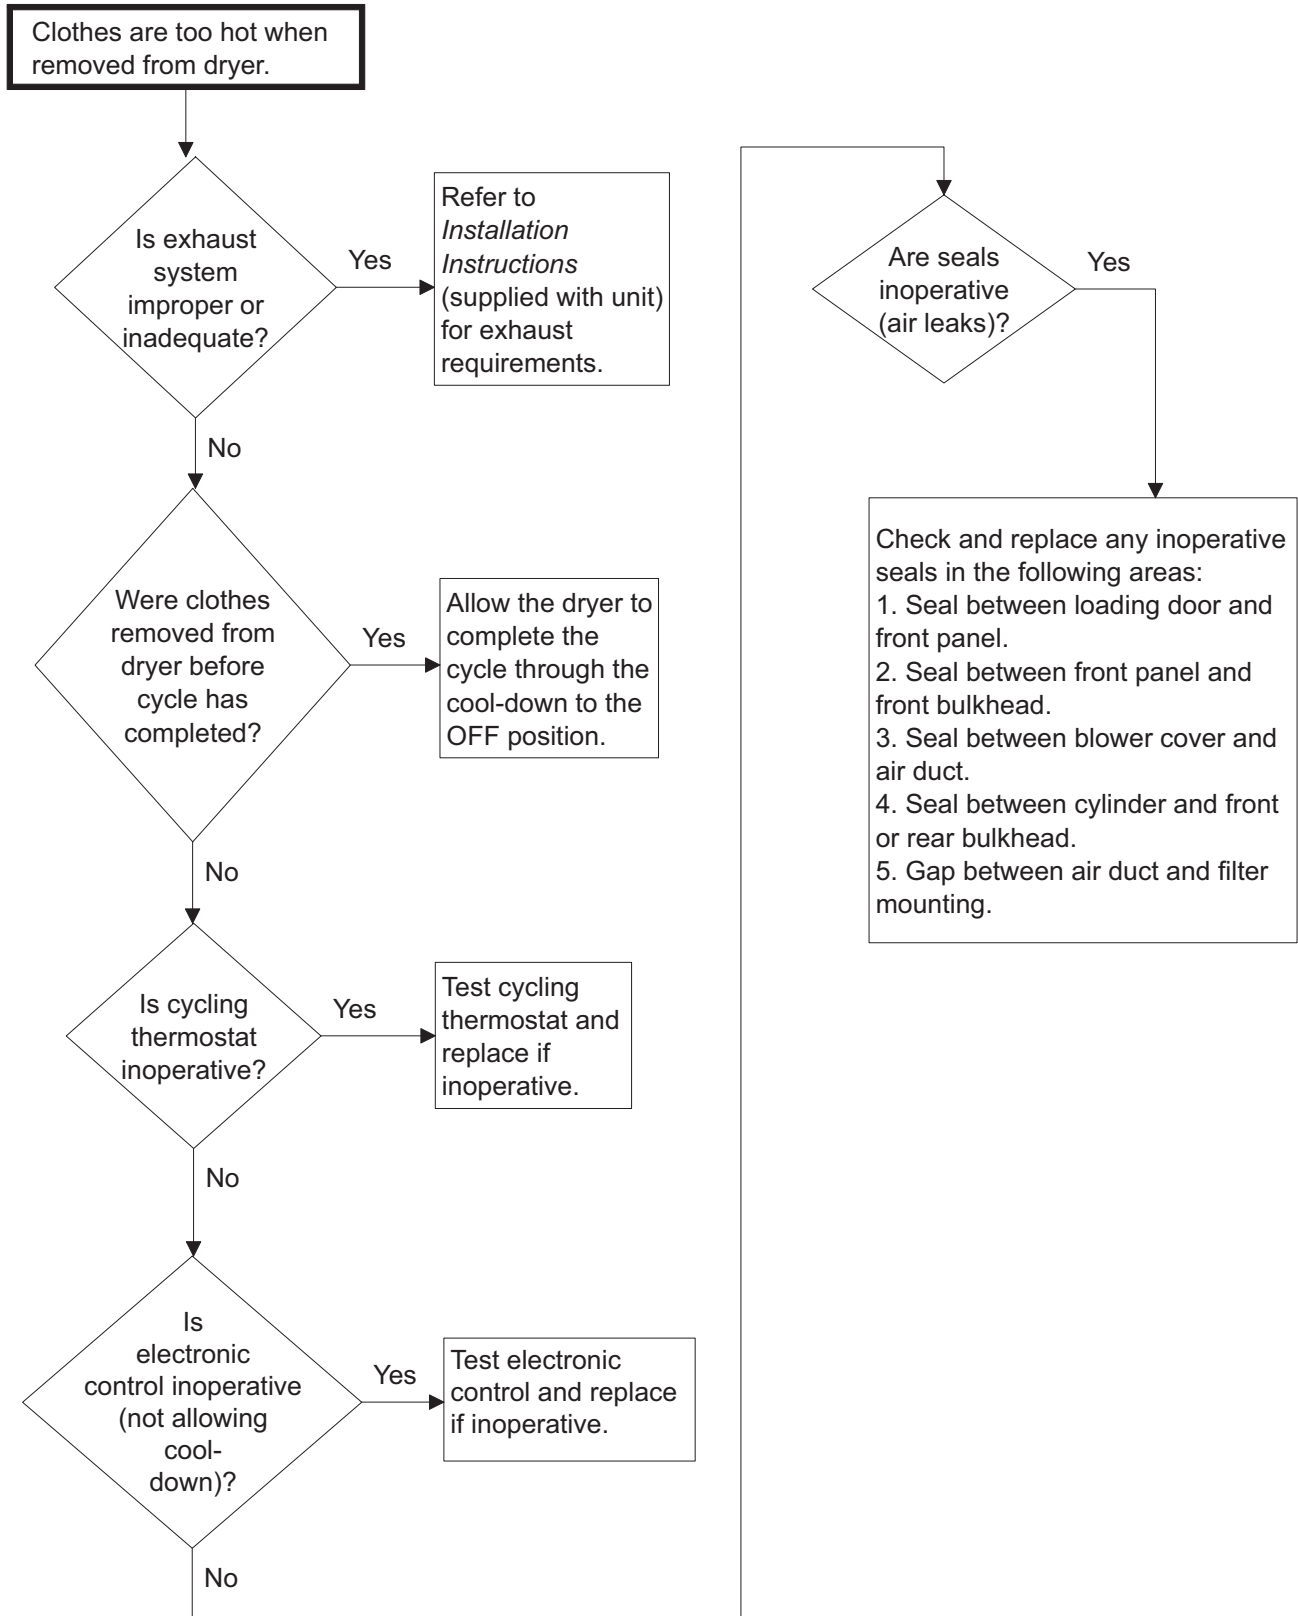 Clothes are too hot when
removed from dryer.
Is exhaust
system
improper or
inadequate?
Yes
Refer to
Installation
Instructions
(supplied with unit)
for exhaust
requirements.
No
Were clothes
removed from
dryer before
cycle has
completed?
Yes
Allow the dryer to
complete the
cycle through the
cool-down to the
OFF position.
No
Is cycling
thermostat
inoperative?
Yes
Test cycling
thermostat and
replace if
inoperative.
No
Is
electronic
control inoperative
(not allowing
cool-
down)?
Yes
Test electronic
control and replace
if inoperative.
No
Are seals
inoperative
(air leaks)?
Yes
Check and replace any inoperative
seals in the following areas:
1. Seal between loading door and
front panel.
2. Seal between front panel and
front bulkhead.
3. Seal between blower cover and
air duct.
4. Seal between cylinder and front
or rear bulkhead.
5. Gap between air duct and filter
mounting.